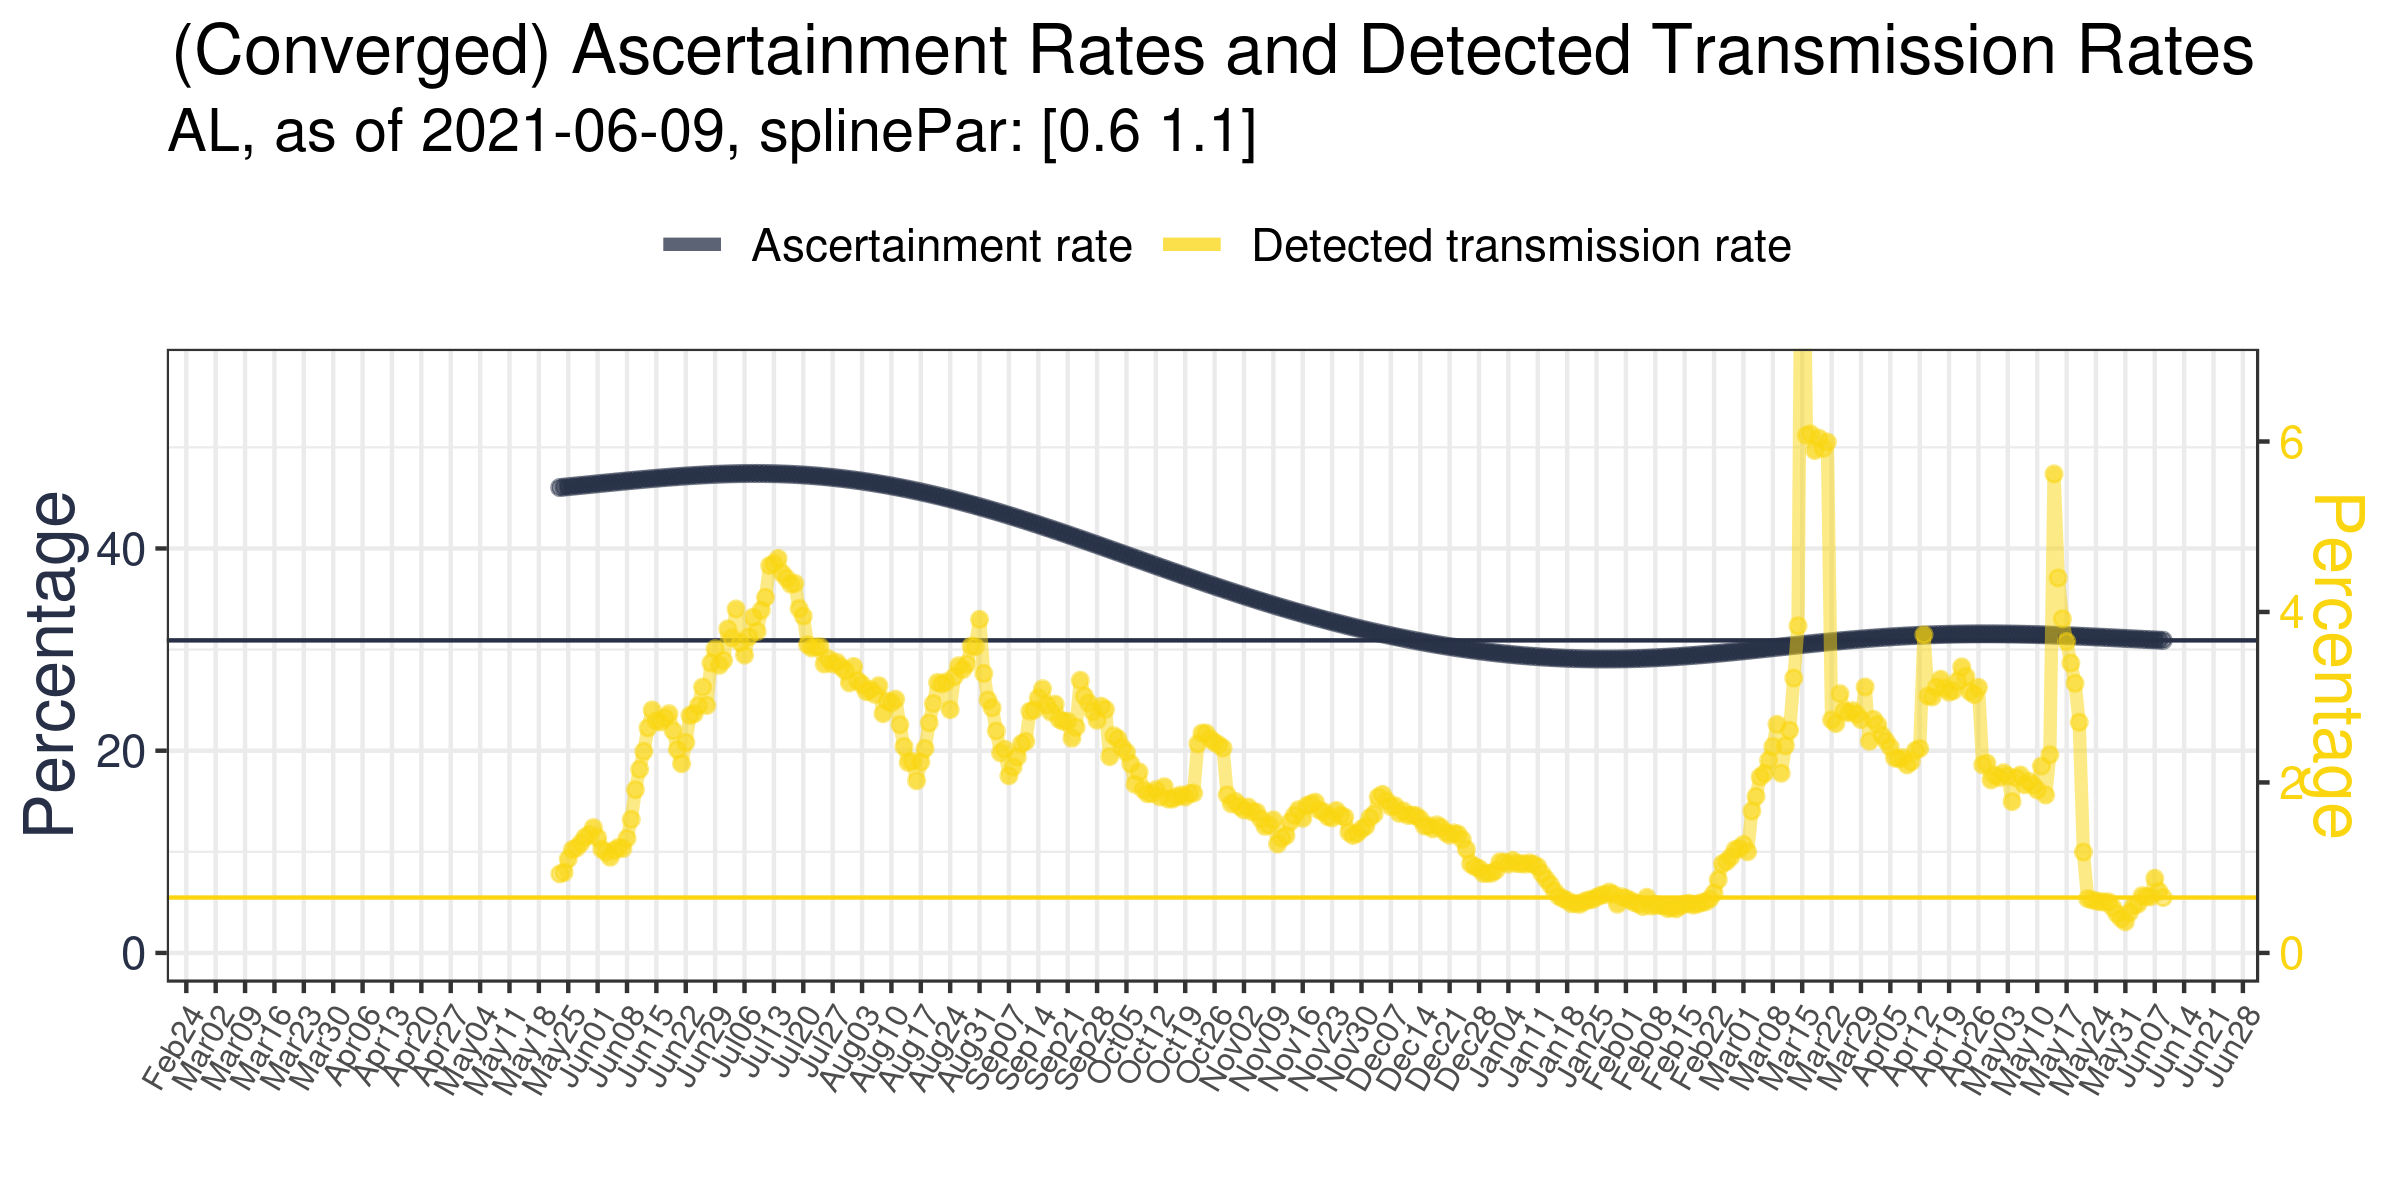 (Converged) Ascertainment Rates and Detected Transmission Rates
AL, as of 2021-06-09, splinePar: [0.6 1.1]
Ascertainment rate
Detected transmission rate
Percentage
40
20
0
6
4
2
0
Percentage
Feb24
Mar02
Mar09
Mar16
Mar23
Mar30
Apr06
Apr13
Apr20
Apr27
May04
May11
May18
May25
Jun01
Jun08
Jun15
Jun22
Jun29
Jul06
Jul13
Jul20
Jul27
Aug03
Aug10
Aug17
Aug24
Aug31
Sep07
Sep14
Sep21
Sep28
Oct05
Oct12
Oct19
Oct26
Nov02
Nov09
Nov16
Nov23
Nov30
Dec07
Dec14
Dec21
Dec28
Jan04
Jan11
Jan18
Jan25
Feb01
Feb08
Feb15
Feb22
Mar01
Mar08
Mar15
Mar22
Mar29
Apr05
Apr12
Apr19
Apr26
May03
May10
May17
May24
May31
Jun07
Jun14
Jun21
Jun28